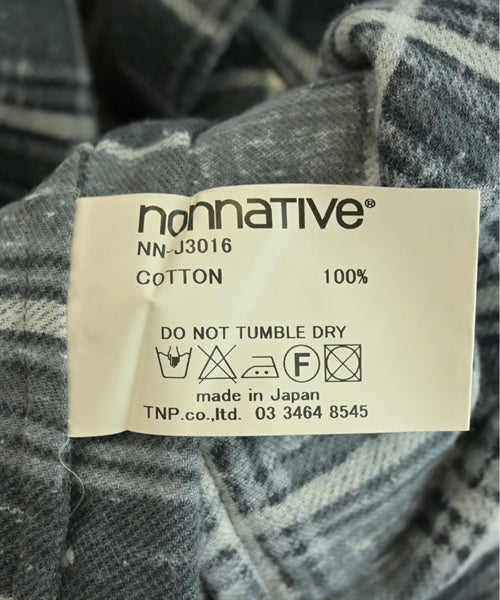 nonnative®
NN-J3016
COTTON 100%
DO NOT TUMBLE DRY
F
made in Japan
TNP.co.,ltd. 03 3464 8545